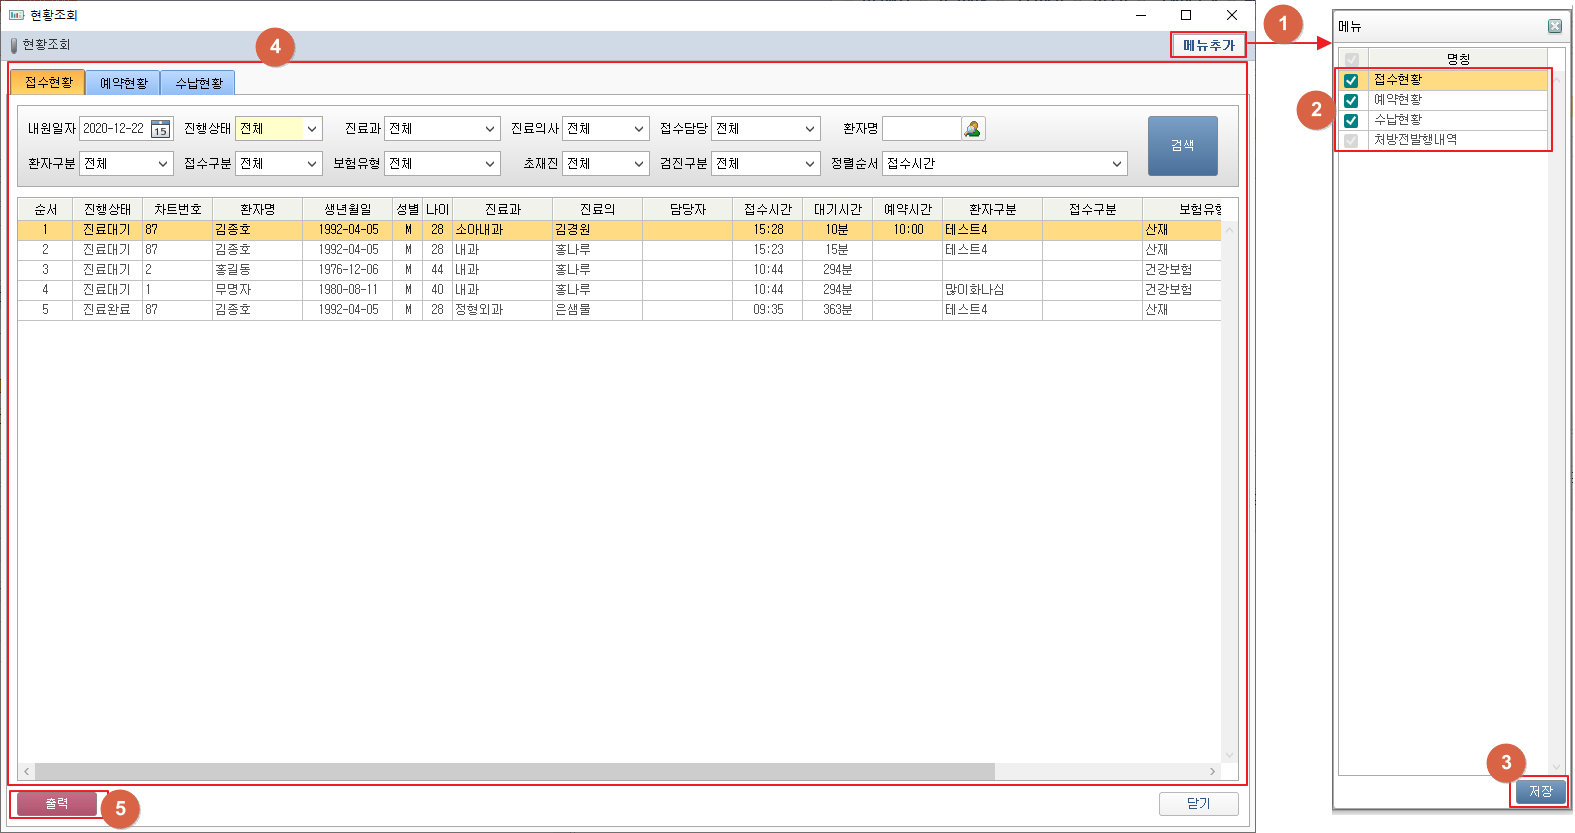 현황조회
현황조회
4
메뉴추가
1
접수현황 예약현황 수납현황
내원일자 2020-12-22 15 진행상태 전체 진료과 전체 진료의사 전체 접수담당 전체 환자명
환자구분 전체 접수구분 전체 보험유형 전체 초재진 전체 검진구분 전체 정렬순서 접수시간
검색
순서 진행상태 차트번호 환자명 생년월일 성별 나이 진료과 진료의 담당자 접수시간 대기시간 예약시간 환자구분 접수구분 보험유형
1 진료대기 87 김종호 1992-04-05 M 28 소아내과 김경원 15:28 10분 10:00 테스트4 산재
2 진료대기 87 김종호 1992-04-05 M 28 내과 홍나루 15:23 15분 테스트4 산재
3 진료대기 2 홍길동 1976-12-06 M 44 내과 홍나루 10:44 294분 건강보험
4 진료대기 1 무명자 1980-08-11 M 40 내과 홍나루 10:44 294분 많이화나심 건강보험
5 진료완료 87 김종호 1992-04-05 M 28 정형외과 은샘물 09:35 363분 테스트4 산재
출력
5
닫기
메뉴
명칭
2
접수현황
예약현황
수납현황
처방전발행내역
3
저장